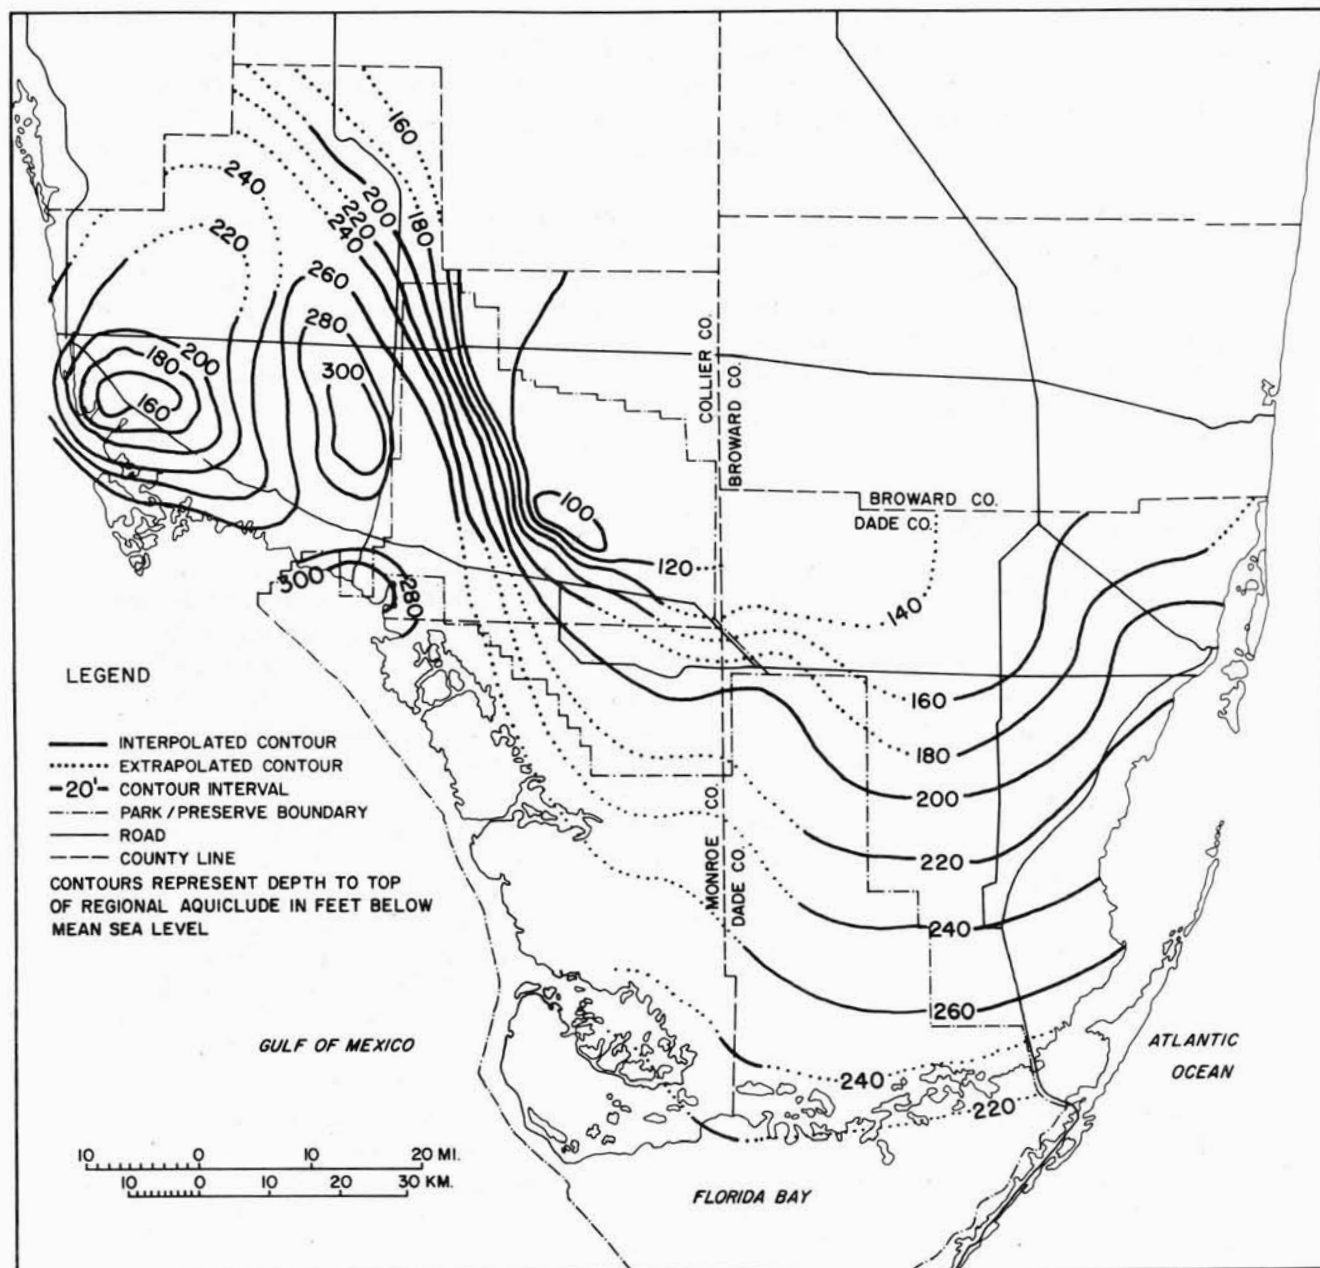 160
240
200
220
240
180
220
260
280
200
180
300
160
COLLIER CO.
BROWARD CO.
100
BROWARD CO.
DADE CO.
120
300
280
140
160
180
200
220
240
260
240
220
MONROE CO.
DADE CO.
LEGEND
INTERPOLATED CONTOUR
EXTRAPOLATED CONTOUR
20' CONTOUR INTERVAL
PARK/PRESERVE BOUNDARY
ROAD
COUNTY LINE
CONTOURS REPRESENT DEPTH TO TOP
OF REGIONAL AQUICLUDE IN FEET BELOW
MEAN SEA LEVEL
GULF OF MEXICO
ATLANTIC
OCEAN
FLORIDA BAY
10 0 10 20 MI.
10 0 10 20 30 KM.